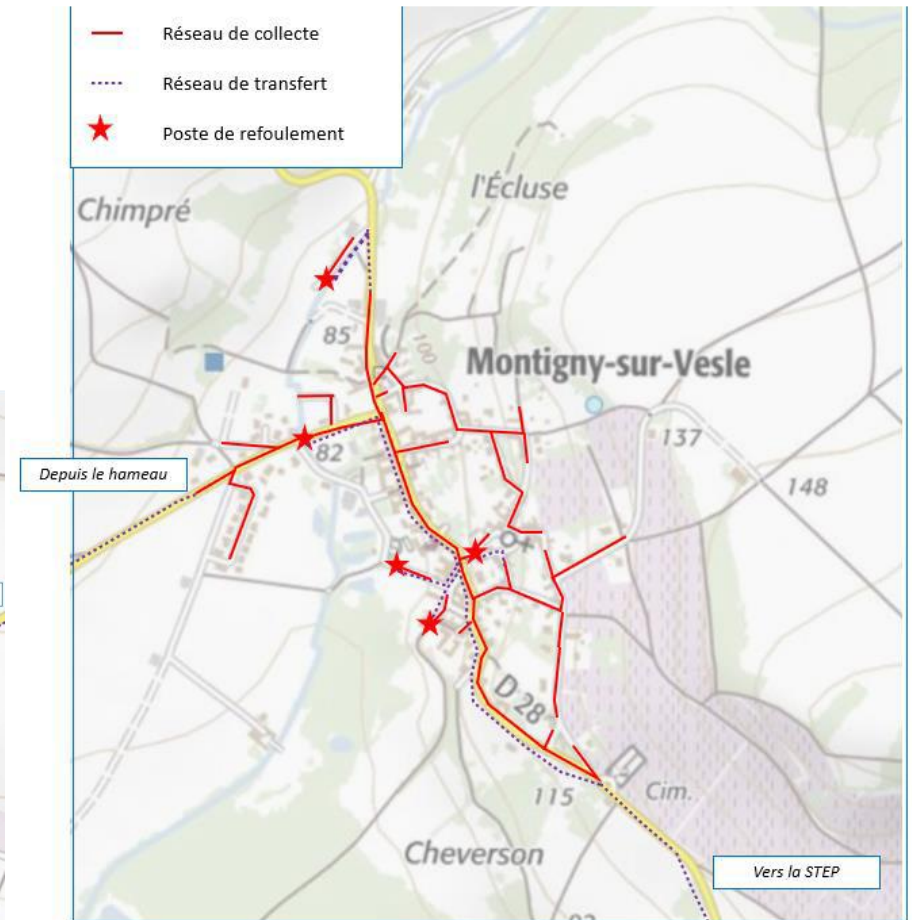 Réseau de collecte
Réseau de transfert
Poste de refoulement
l'Écluse
Chimpré
85
100
Montigny-sur-Vesle
137
82
Depuis le hameau
148
D 28
115
Cim.
Cheverson
Vers la STEP